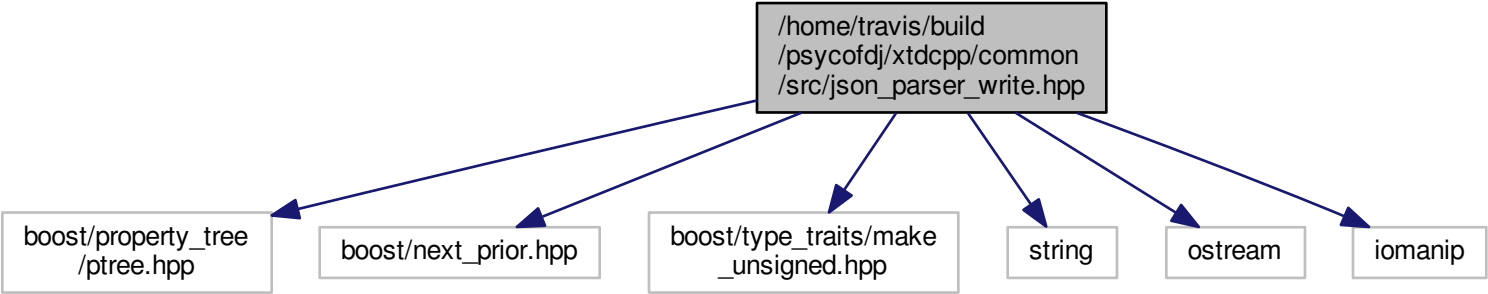 /home/travis/build
/psycofdj/xtdcpp/common
/src/json_parser_write.hpp
boost/property_tree
/ptree.hpp
boost/next_prior.hpp
boost/type_traits/make
_unsigned.hpp
string
ostream
iomanip